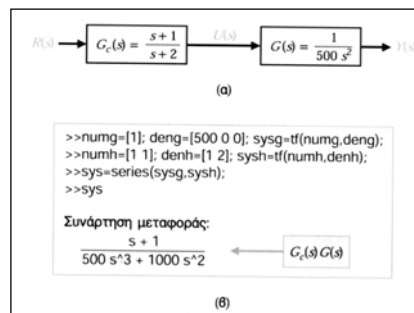 R(s) G_c(s) = (s + 1)/(s + 2) U(s) G(s) = 1/(500 s²) Y(s)
(α)
>>numg=[1]; deng=[500 0 0]; sysg=tf(numg,deng);
>>numh=[1 1]; denh=[1 2]; sysh=tf(numh,denh);
>>sys=series(sysg,sysh);
>>sys
Συνάρτηση μεταφοράς:
s + 1
500 s^3 + 1000 s^2
G_c(s) G(s)
(β)